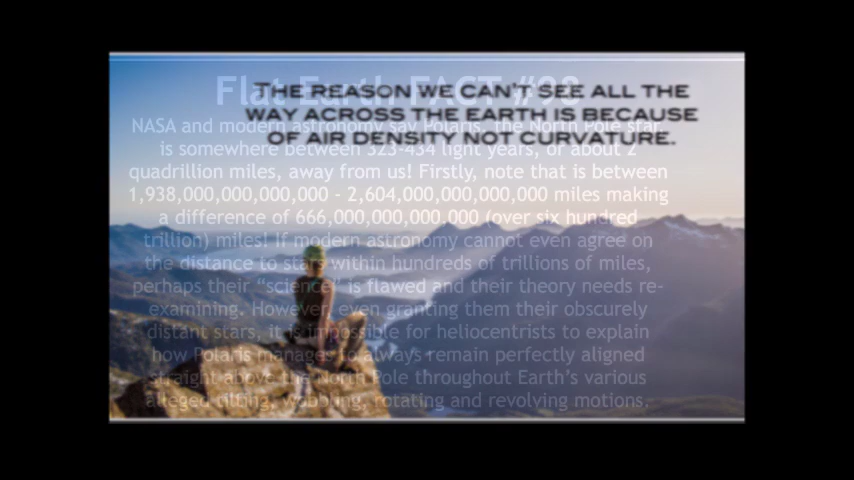 Flat Earth FACT #98
THE REASON WE CAN'T SEE ALL THE
WAY ACROSS THE EARTH IS BECAUSE
OF AIR DENSITY NOT CURVATURE.
NASA and modern astronomy say Polaris, the North Pole star,
is somewhere between 323-434 light years, or about 2
quadrillion miles, away from us! Firstly, note that is between
1,938,000,000,000,000 - 2,604,000,000,000,000 miles making
a difference of 666,000,000,000,000 (over six hundred
trillion) miles! If modern astronomy cannot even agree on
the distance to stars within hundreds of trillions of miles,
perhaps their “science” is flawed and their theory needs re-
examining. However, even granting them their obscurely
distant stars, it is impossible for heliocentrists to explain
how Polaris manages to always remain perfectly aligned
straight above the North Pole throughout Earth’s various
alleged tilting, wobbling, rotating and revolving motions.